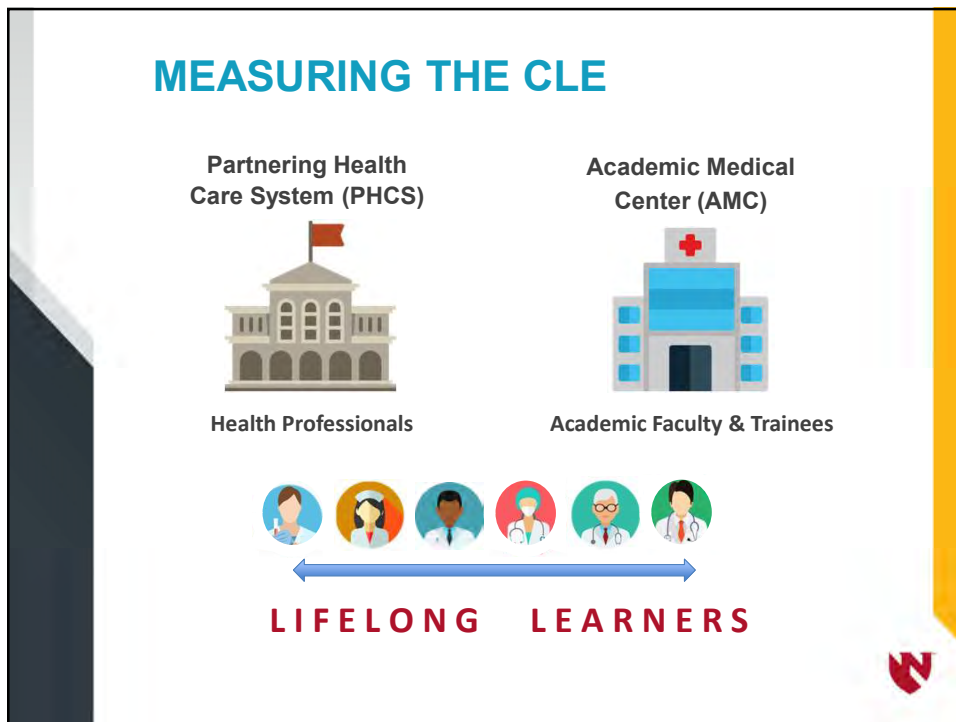 MEASURING THE CLE
Partnering Health
Care System (PHCS)
Academic Medical
Center (AMC)
Health Professionals
Academic Faculty & Trainees
LIFELONG LEARNERS
N